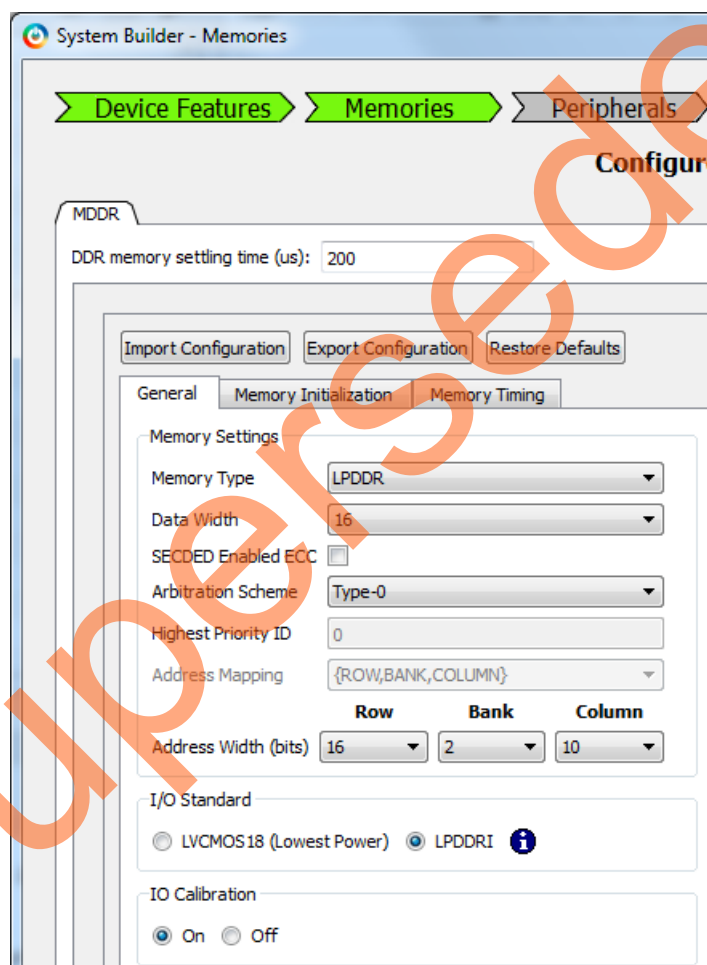 System Builder - Memories
Device Features Memories Peripherals
Configur
MDDR
DDR memory settling time (us): 200
Import Configuration Export Configuration Restore Defaults
General Memory Initialization Memory Timing
Memory Settings
Memory Type LPDDR
Data Width 16
SECDED Enabled ECC
Arbitration Scheme Type-0
Highest Priority ID 0
Address Mapping {ROW,BANK,COLUMN}
Row Bank Column
Address Width (bits) 16 2 10
I/O Standard
LVCMOS18 (Lowest Power) LPDDRI
IO Calibration
On Off
upersede